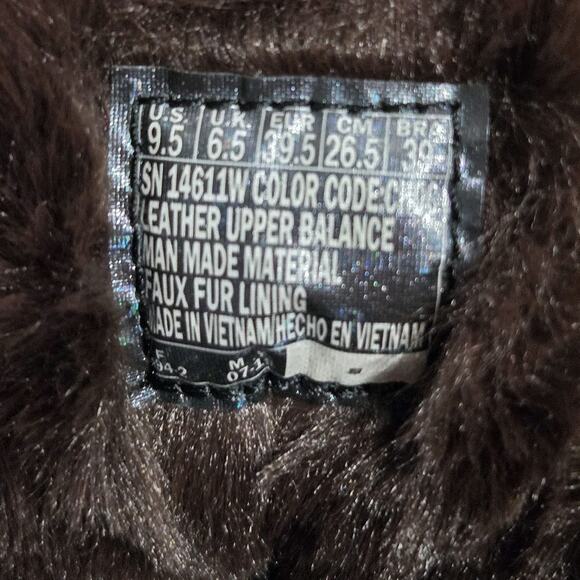 U.S. U.K. EUR CM BRA
9.5 6.5 39.5 26.5 39
SN 14611W COLOR CODE:
LEATHER UPPER BALANCE
MAN MADE MATERIAL
FAUX FUR LINING
MADE IN VIETNAM/HECHO EN VIETNAM
F M